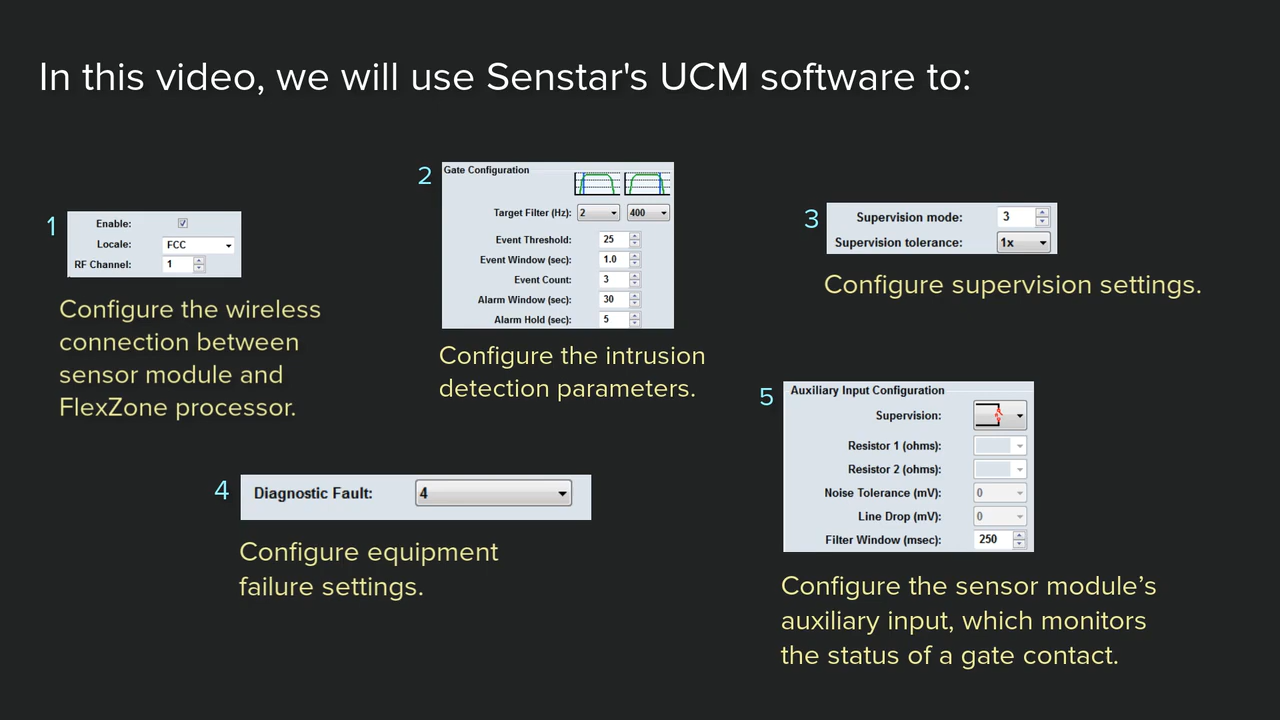 In this video, we will use Senstar's UCM software to:
1
Enable:
Locale: FCC
RF Channel: 1
Configure the wireless
connection between
sensor module and
FlexZone processor.
2
Gate Configuration
Target Filter (Hz): 2 400
Event Threshold: 25
Event Window (sec): 1.0
Event Count: 3
Alarm Window (sec): 30
Alarm Hold (sec): 5
Configure the intrusion
detection parameters.
3
Supervision mode: 3
Supervision tolerance: 1x
Configure supervision settings.
4
Diagnostic Fault: 4
Configure equipment
failure settings.
5
Auxiliary Input Configuration
Supervision:
Resistor 1 (ohms):
Resistor 2 (ohms):
Noise Tolerance (mV): 0
Line Drop (mV): 0
Filter Window (msec): 250
Configure the sensor module’s
auxiliary input, which monitors
the status of a gate contact.